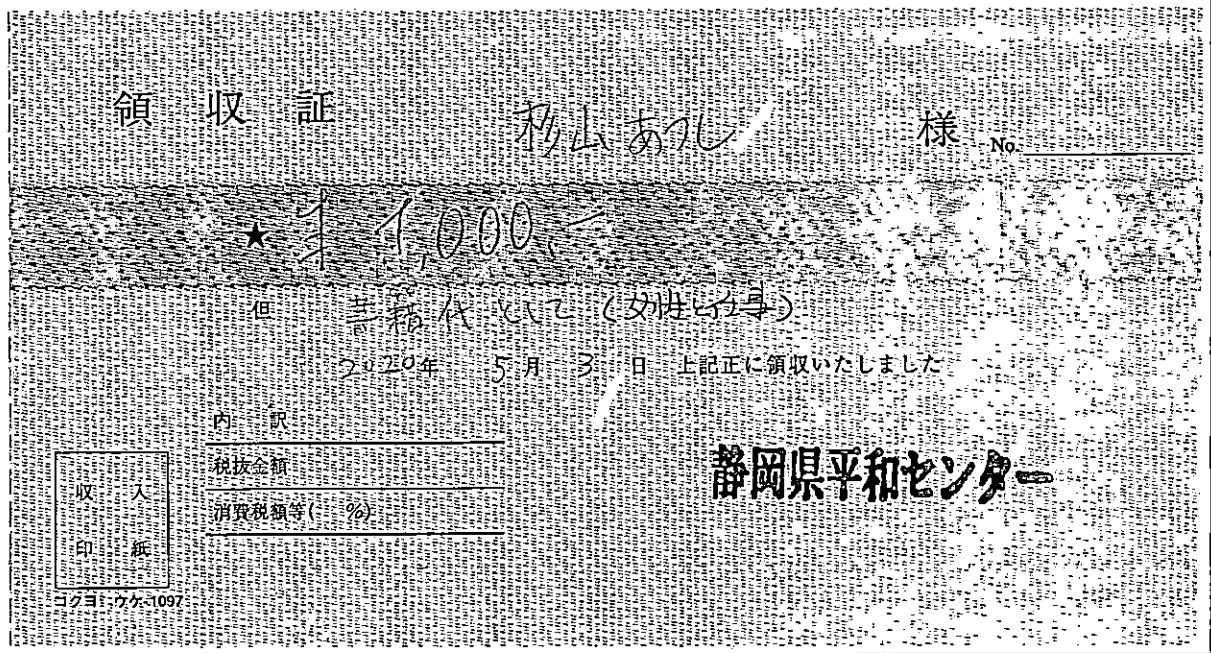 領収証 杉山あつし 様 No.
★ ¥1,000.-
但 書籍代として (女性と
2020年 5月 3日 上記正に領収いたしました
内訳
税抜金額
消費税額等( %)
収入
印紙
静岡県平和センター
コクヨ ウケ-1097